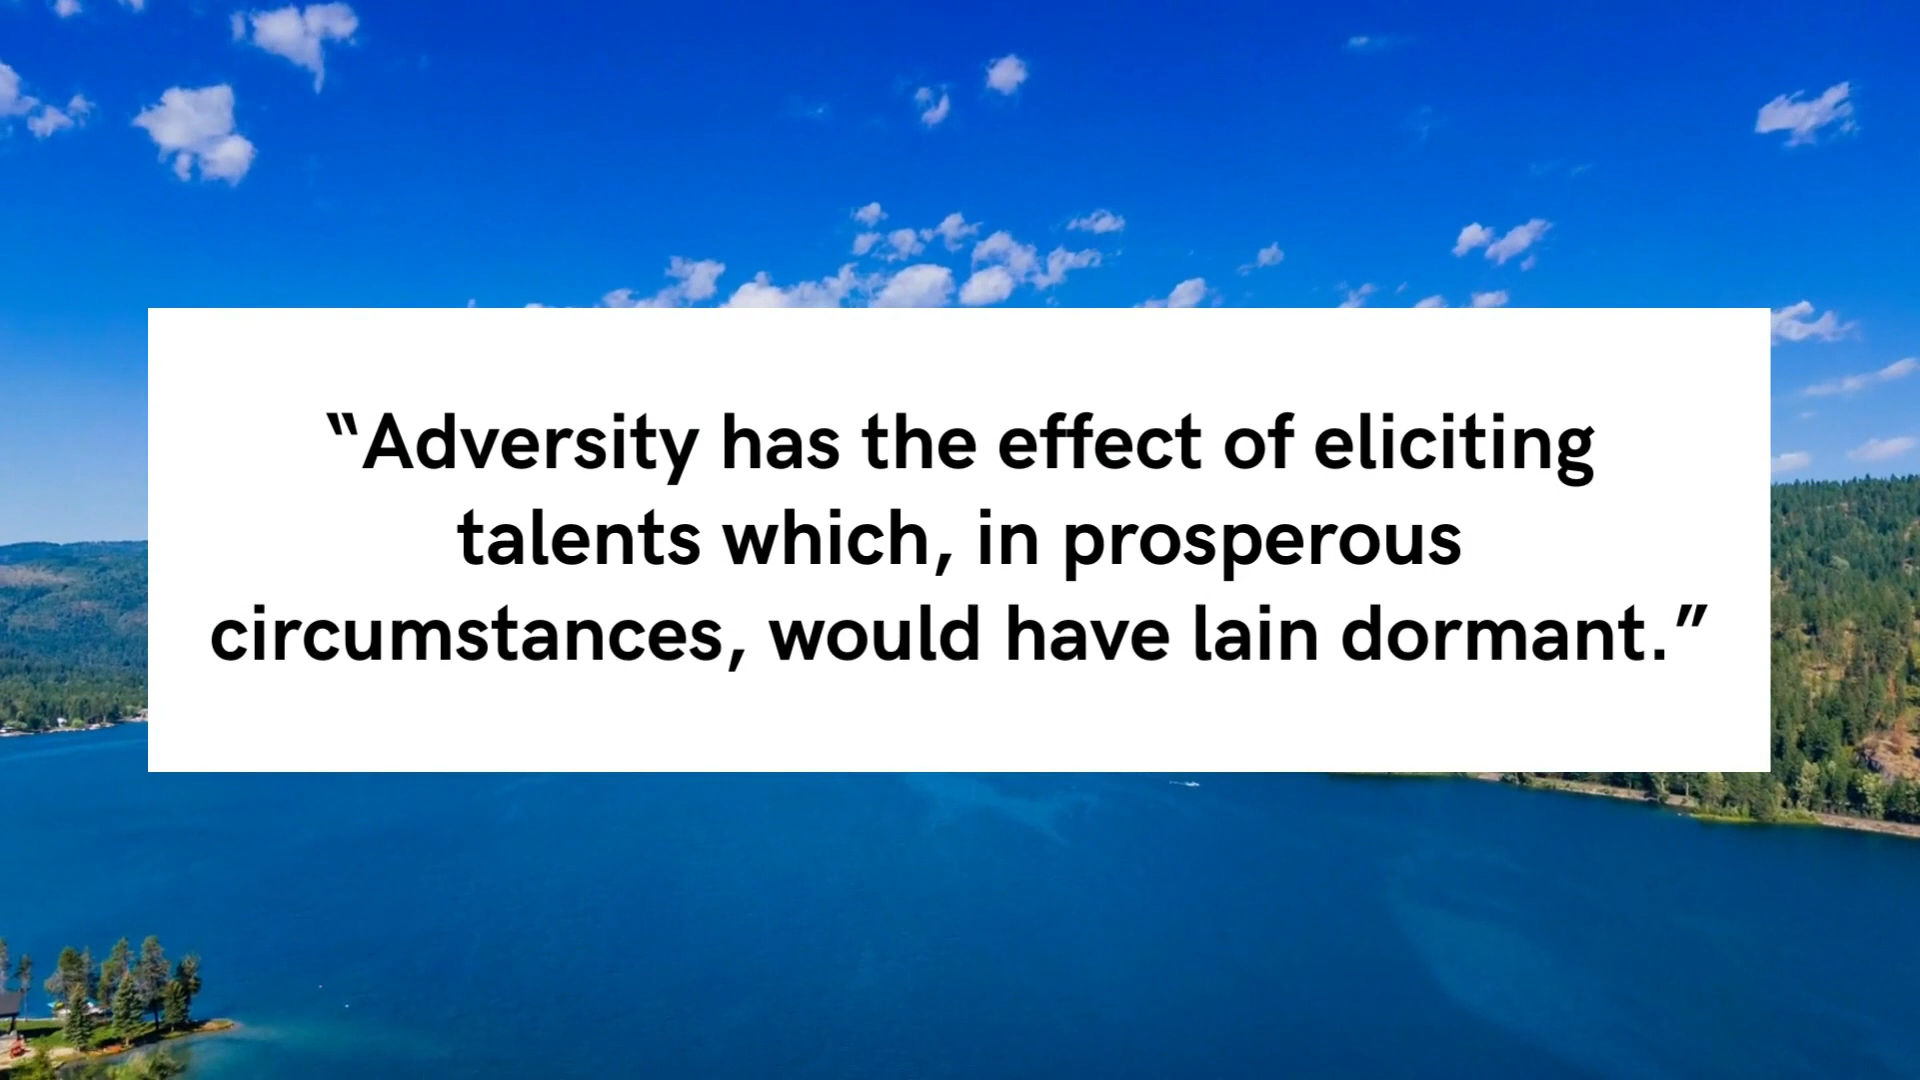 “Adversity has the effect of eliciting
talents which, in prosperous
circumstances, would have lain dormant.”